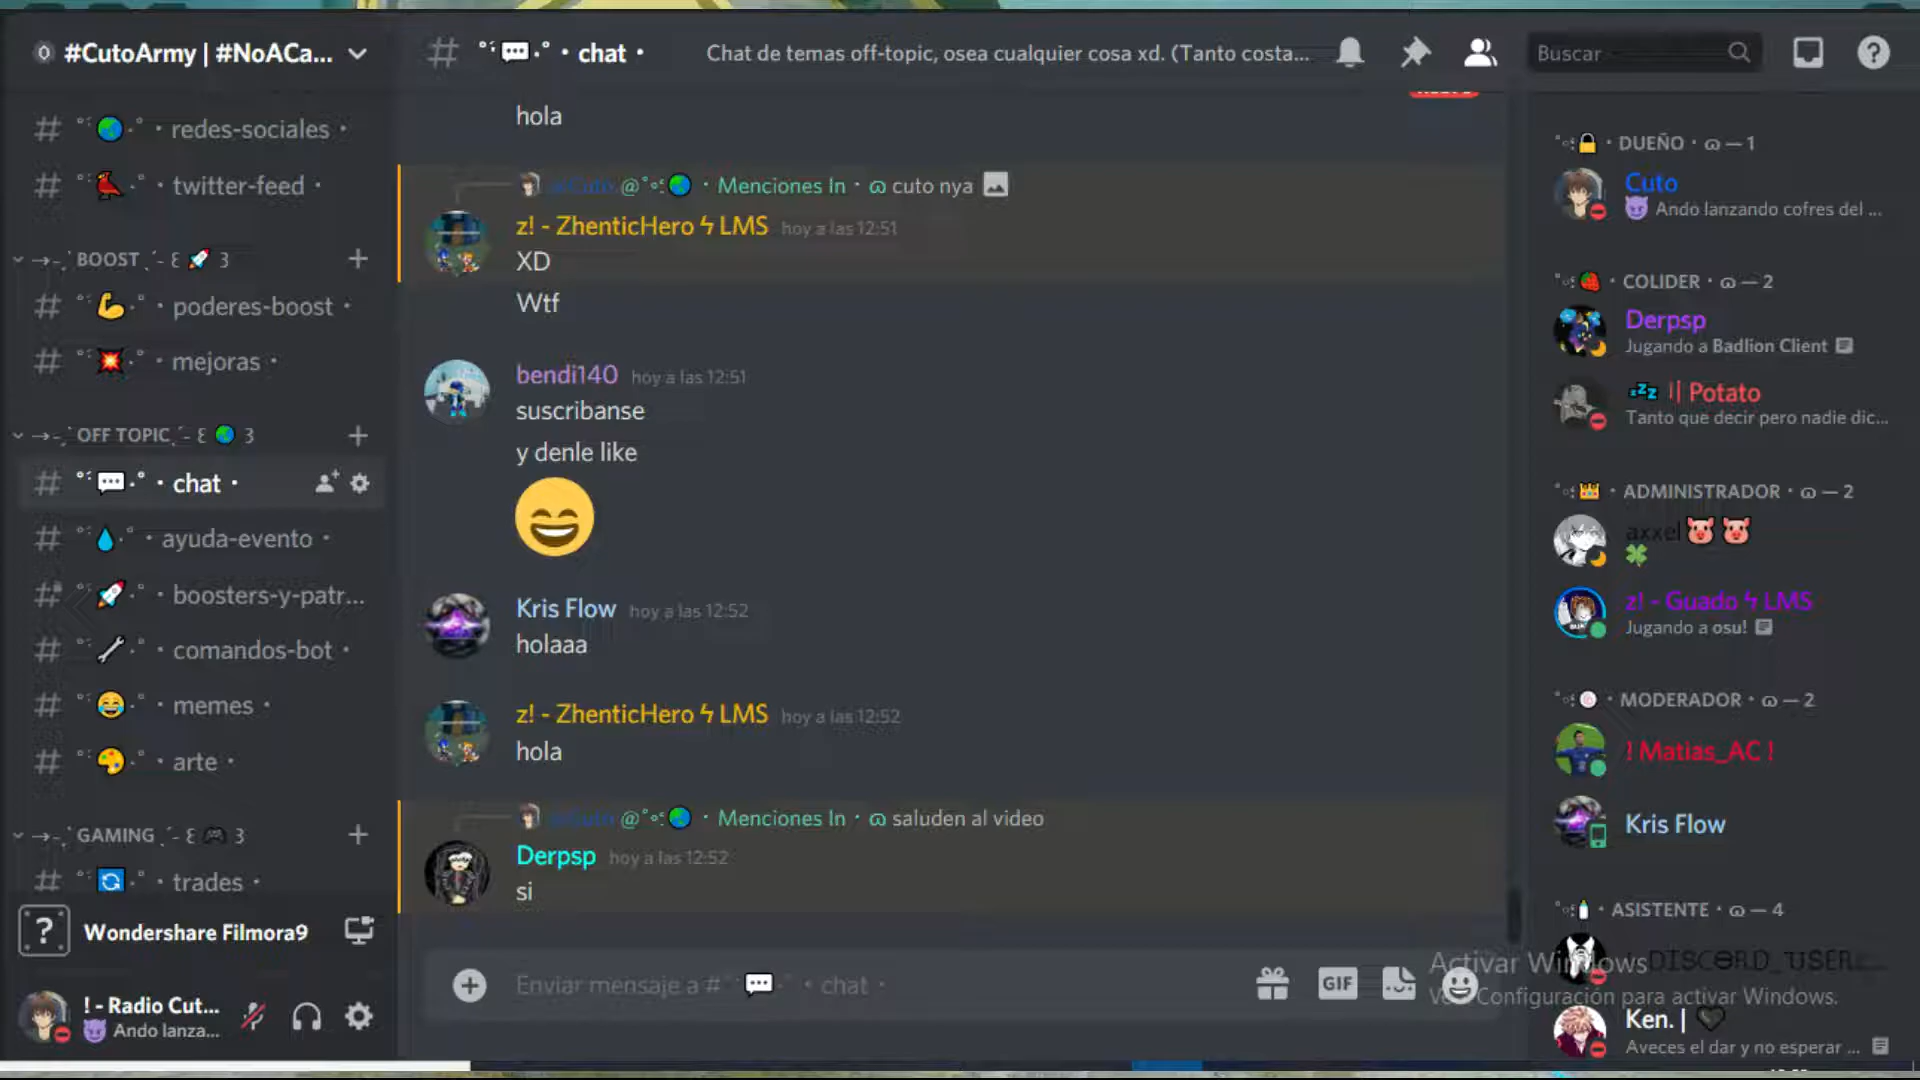 #CutoArmy | #NoACa...
redes-sociales
twitter-feed
BOOST 3
poderes-boost
mejoras
OFF TOPIC 3
chat
ayuda-evento
boosters-y-patr...
comandos-bot
memes
arte
GAMING 3
trades
Wondershare Filmora9
! - Radio Cut...
Ando lanza...
# chat
Chat de temas off-topic, osea cualquier cosa xd. (Tanto costa...
Buscar
hola
Cuto @ · Menciones In · ɷ cuto nya
z! - ZhenticHero ϟ LMS hoy a las 12:51
XD
Wtf
bendi140 hoy a las 12:51
suscribanse
y denle like
😄
Kris Flow hoy a las 12:52
holaaa
z! - ZhenticHero ϟ LMS hoy a las 12:52
hola
Cuto @ · Menciones In · ɷ saluden al video
Derpsp hoy a las 12:52
si
Enviar mensaje a # 💬 · chat ·
GIF
DUEÑO · ɷ — 1
Cuto
Ando lanzando cofres del ...
COLIDER · ɷ — 2
Derpsp
Jugando a Badlion Client
Potato
Tanto que decir pero nadie dic...
ADMINISTRADOR · ɷ — 2
axxel 🐷 🐷
🍀
z! - Guado ϟ LMS
Jugando a osu!
MODERADOR · ɷ — 2
! Matias_AC !
Kris Flow
ASISTENTE · ɷ — 4
DISCORD_USER
Activar Windows
Configuración para activar Windows.
Ken. |
Aveces el dar y no esperar ...